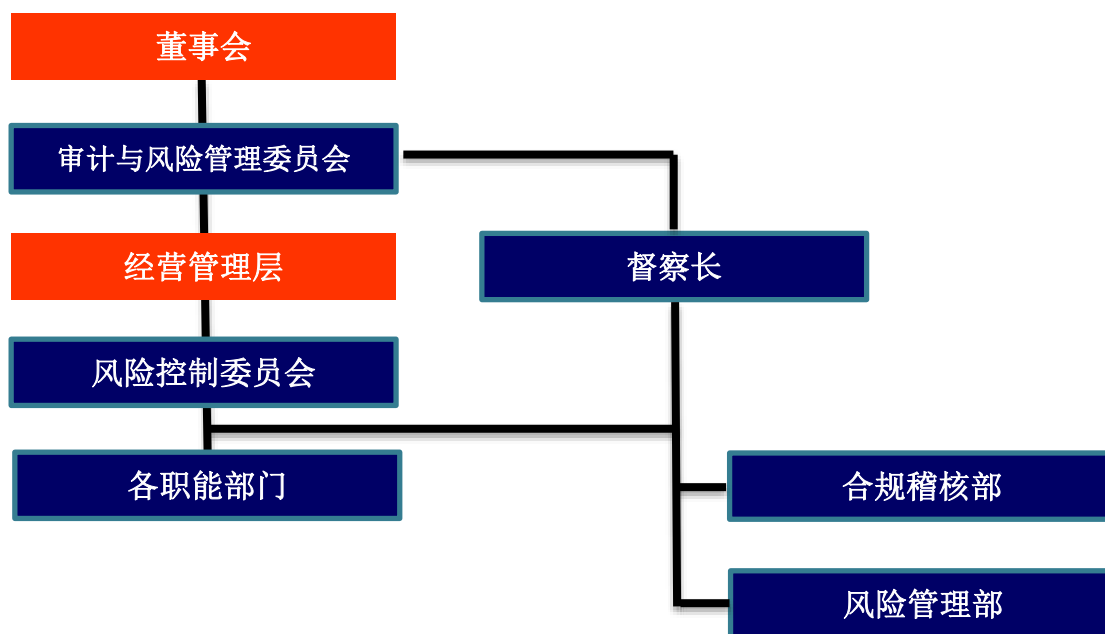 董事会
审计与风险管理委员会
经营管理层
督察长
风险控制委员会
各职能部门
合规稽核部
风险管理部